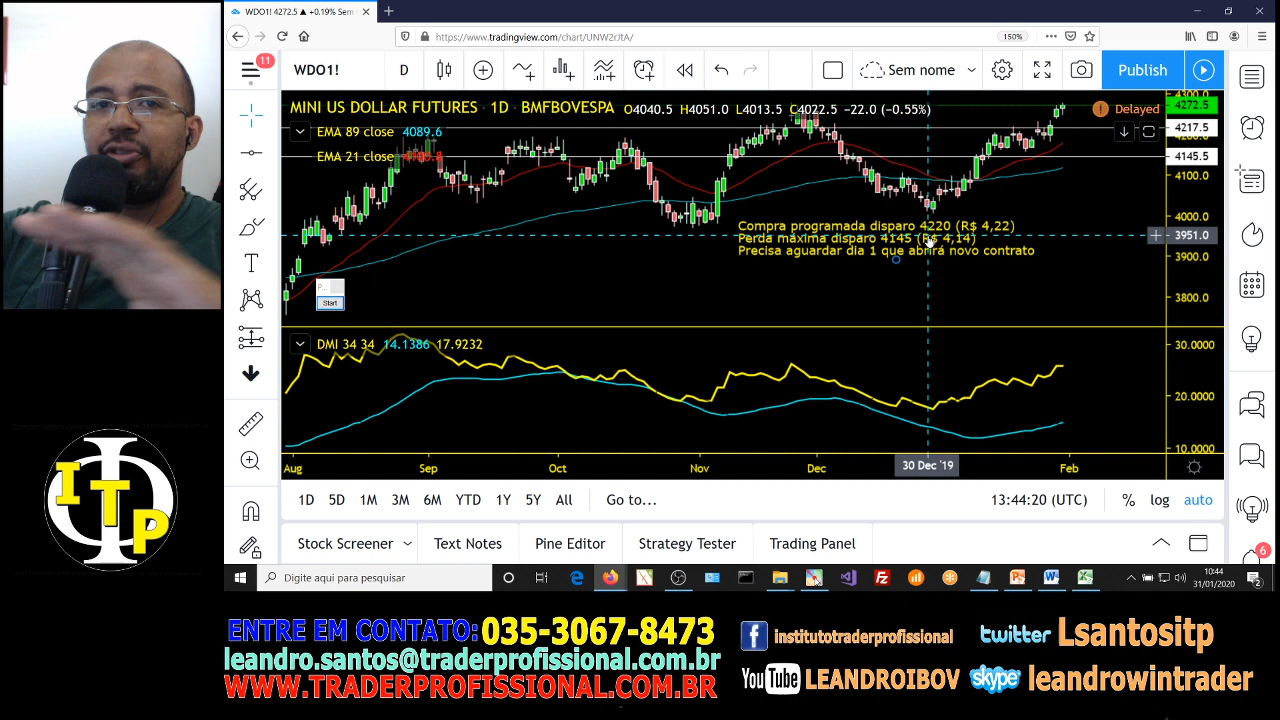 WDO1! 4272.5 ▲ +0.19% Sem
https://www.tradingview.com/chart/UNW2rJtA/
150%
11
WDO1!
D
Sem nome
Publish
MINI US DOLLAR FUTURES · 1D · BMFBOVESPA O4040.5 H4051.0 L4013.5 C4022.5 −22.0 (−0.55%)
Delayed
EMA 89 close 4089.6
EMA 21 close
4300.0
4272.5
4217.5
4200.0
4145.5
4100.0
4000.0
3951.0
3900.0
3800.0
Compra programada disparo 4220 (R$ 4,22)
Perda máxima disparo 4145 (R$ 4,14)
Precisa aguardar dia 1 que abrirá novo contrato
P...
Start
DMI 34 34 14.1386 17.9232
30.0000
20.0000
10.0000
Aug Sep Oct Nov Dec 30 Dec '19 Feb
1D 5D 1M 3M 6M YTD 1Y 5Y All Go to... 13:44:20 (UTC) % log auto
Stock Screener Text Notes Pine Editor Strategy Tester Trading Panel
6
Digite aqui para pesquisar
10:44
31/01/2020
2
ITP
ENTRE EM CONTATO: 035-3067-8473
leandro.santos@traderprofissional.com.br
WWW.TRADERPROFISSIONAL.COM.BR
f institutotraderprofissional
twitter Lsantositp
YouTube LEANDROIBOV
skype leandrowintrader